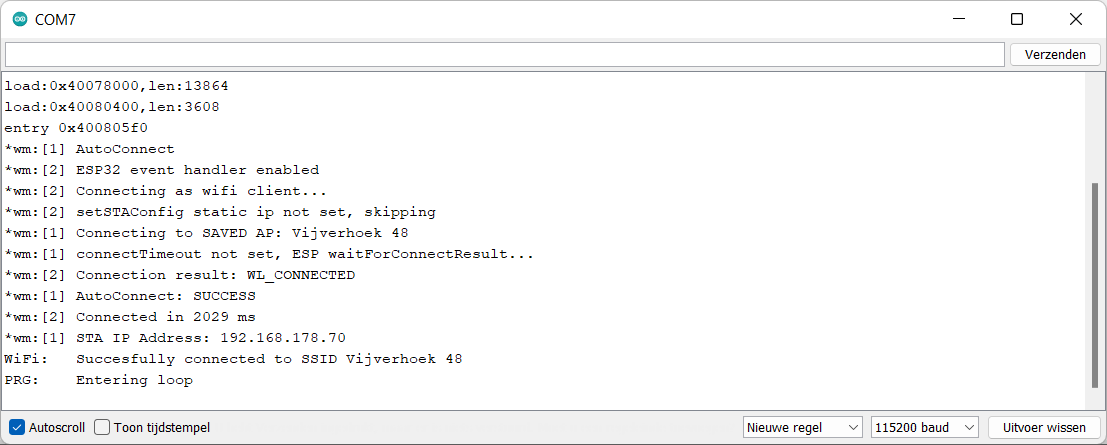 COM7
Verzenden
load:0x40078000,len:13864
load:0x40080400,len:3608
entry 0x400805f0
*wm:[1] AutoConnect
*wm:[2] ESP32 event handler enabled
*wm:[2] Connecting as wifi client...
*wm:[2] setSTAConfig static ip not set, skipping
*wm:[1] Connecting to SAVED AP: Vijverhoek 48
*wm:[1] connectTimeout not set, ESP waitForConnectResult...
*wm:[2] Connection result: WL_CONNECTED
*wm:[1] AutoConnect: SUCCESS
*wm:[2] Connected in 2029 ms
*wm:[1] STA IP Address: 192.168.178.70
WiFi:   Succesfully connected to SSID Vijverhoek 48
PRG:    Entering loop
Autoscroll Toon tijdstempel Nieuwe regel 115200 baud Uitvoer wissen